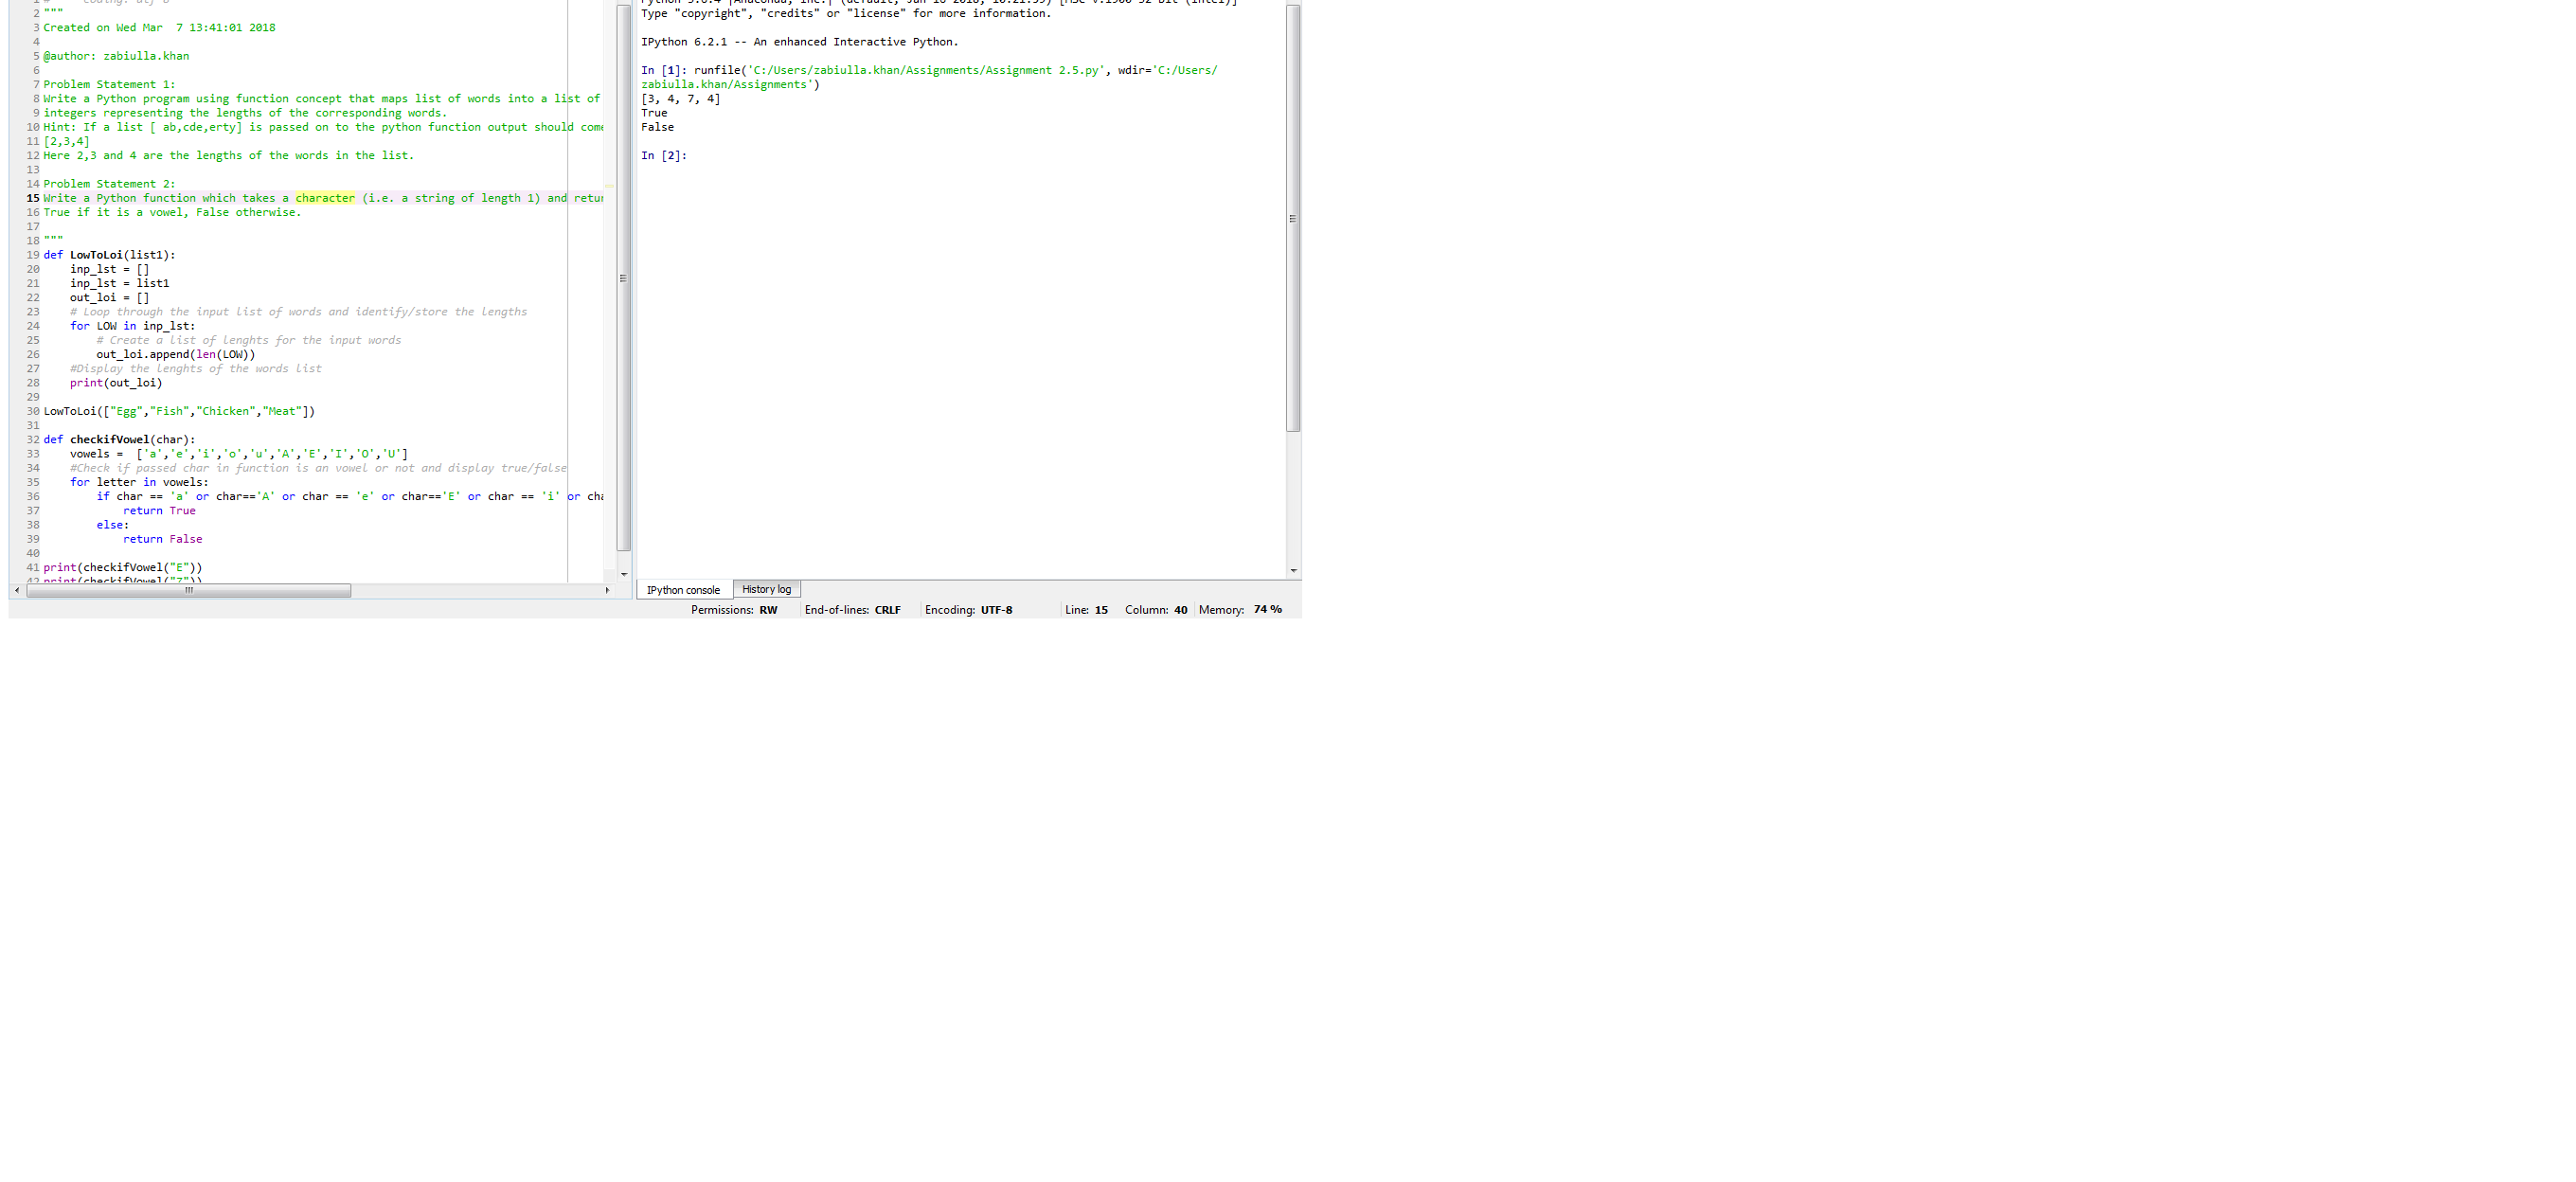 1 # coding: utf-8
2 """
3 Created on Wed Mar  7 13:41:01 2018
4
5 @author: zabiulla.khan
6
7 Problem Statement 1:
8 Write a Python program using function concept that maps list of words into a list of
9 integers representing the lengths of the corresponding words.
10 Hint: If a list [ ab,cde,erty] is passed on to the python function output should come
11 [2,3,4]
12 Here 2,3 and 4 are the lengths of the words in the list.
13
14 Problem Statement 2:
15 Write a Python function which takes a character (i.e. a string of length 1) and retur
16 True if it is a vowel, False otherwise.
17
18 """
19 def LowToLoi(list1):
20     inp_lst = []
21     inp_lst = list1
22     out_loi = []
23     # Loop through the input list of words and identify/store the lengths
24     for LOW in inp_lst:
25         # Create a list of lenghts for the input words
26         out_loi.append(len(LOW))
27     #Display the lenghts of the words list
28     print(out_loi)
29
30 LowToLoi(["Egg","Fish","Chicken","Meat"])
31
32 def checkifVowel(char):
33     vowels =  ['a','e','i','o','u','A','E','I','O','U']
34     #Check if passed char in function is an vowel or not and display true/false
35     for letter in vowels:
36         if char == 'a' or char=='A' or char == 'e' or char=='E' or char == 'i' or cha
37             return True
38         else:
39             return False
40
41 print(checkifVowel("E"))
42 print(checkifVowel("Z"))
Type "copyright", "credits" or "license" for more information.
IPython 6.2.1 -- An enhanced Interactive Python.
In [1]: runfile('C:/Users/zabiulla.khan/Assignments/Assignment 2.5.py', wdir='C:/Users/
zabiulla.khan/Assignments')
[3, 4, 7, 4]
True
False
In [2]:
IPython console History log
Permissions: RW End-of-lines: CRLF Encoding: UTF-8 Line: 15 Column: 40 Memory: 74 %